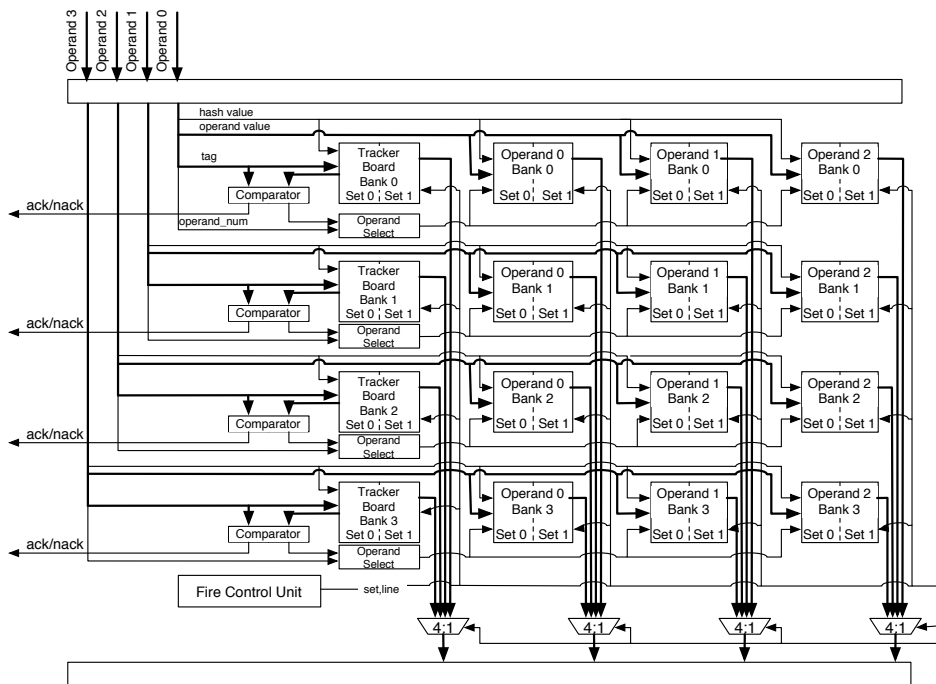 Operand 3
Operand 2
Operand 1
Operand 0
hash value
operand value
tag
Tracker
Board
Bank 0
Set 0 Set 1
Operand 0
Bank 0
Set 0 Set 1
Operand 1
Bank 0
Set 0 Set 1
Operand 2
Bank 0
Set 0 Set 1
Comparator
ack/nack
operand_num
Operand
Select
Tracker
Board
Bank 1
Set 0 Set 1
Operand 0
Bank 1
Set 0 Set 1
Operand 1
Bank 1
Set 0 Set 1
Operand 2
Bank 1
Set 0 Set 1
Comparator
ack/nack
Operand
Select
Tracker
Board
Bank 2
Set 0 Set 1
Operand 0
Bank 2
Set 0 Set 1
Operand 1
Bank 2
Set 0 Set 1
Operand 2
Bank 2
Set 0 Set 1
Comparator
ack/nack
Operand
Select
Tracker
Board
Bank 3
Set 0 Set 1
Operand 0
Bank 3
Set 0 Set 1
Operand 1
Bank 3
Set 0 Set 1
Operand 2
Bank 3
Set 0 Set 1
Comparator
ack/nack
Operand
Select
Fire Control Unit
set,line
4:1
4:1
4:1
4:1